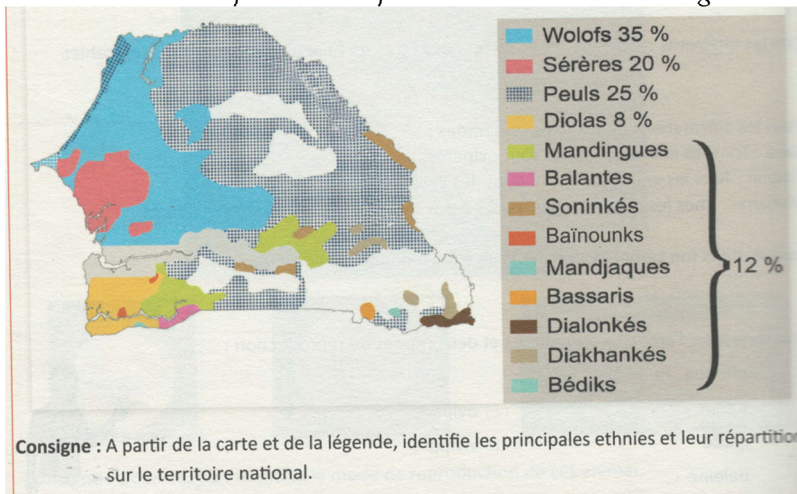 Wolofs 35 %
Sérères 20 %
Peuls 25 %
Diolas 8 %
Mandingues
Balantes
Soninkés
Baïnounks
Mandjaques
Bassaris
Dialonkés
Diakhankés
Bédiks
12 %
Consigne : A partir de la carte et de la légende, identifie les principales ethnies et leur répartition
sur le territoire national.